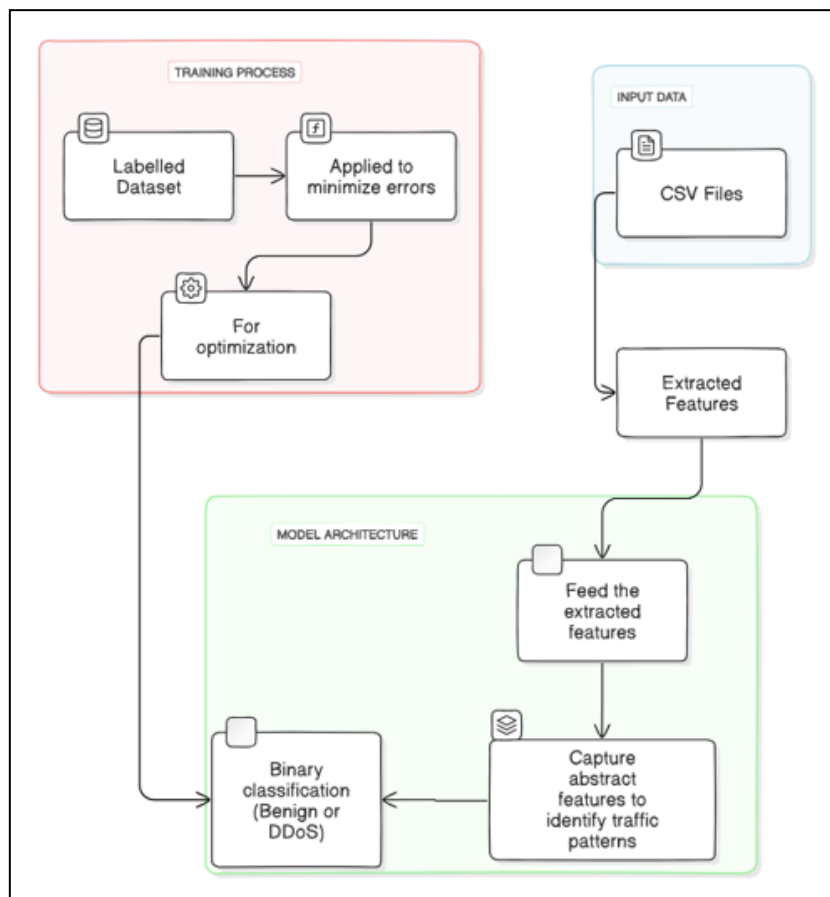 TRAINING PROCESS
Labelled
Dataset
Applied to
minimize errors
For
optimization
INPUT DATA
CSV Files
Extracted
Features
MODEL ARCHITECTURE
Feed the
extracted
features
Capture
abstract
features to
identify traffic
patterns
Binary
classification
(Benign or
DDoS)